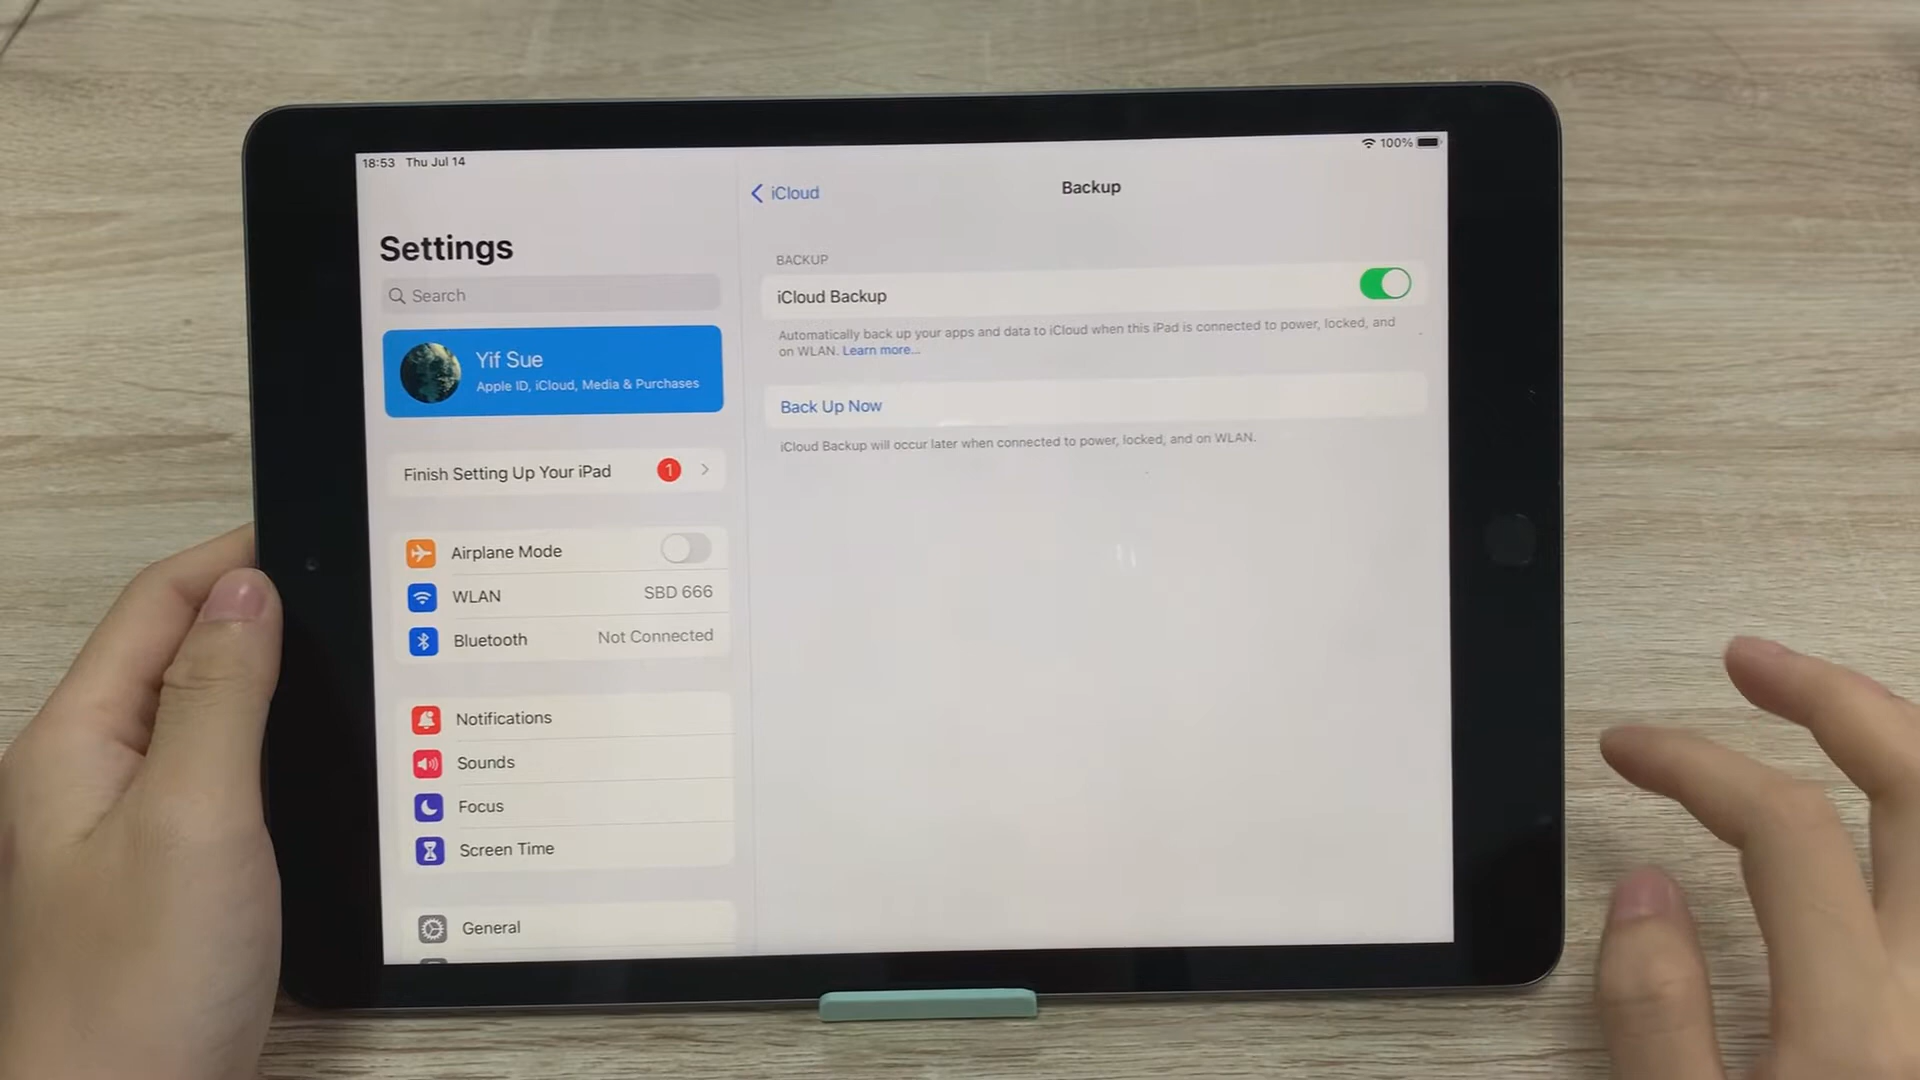 18:53 Thu Jul 14
100%
Settings
Search
Yif Sue
Apple ID, iCloud, Media & Purchases
Finish Setting Up Your iPad 1
Airplane Mode
WLAN SBD 666
Bluetooth Not Connected
Notifications
Sounds
Focus
Screen Time
General
iCloud
Backup
BACKUP
iCloud Backup
Automatically back up your apps and data to iCloud when this iPad is connected to power, locked, and
on WLAN. Learn more...
Back Up Now
iCloud Backup will occur later when connected to power, locked, and on WLAN.